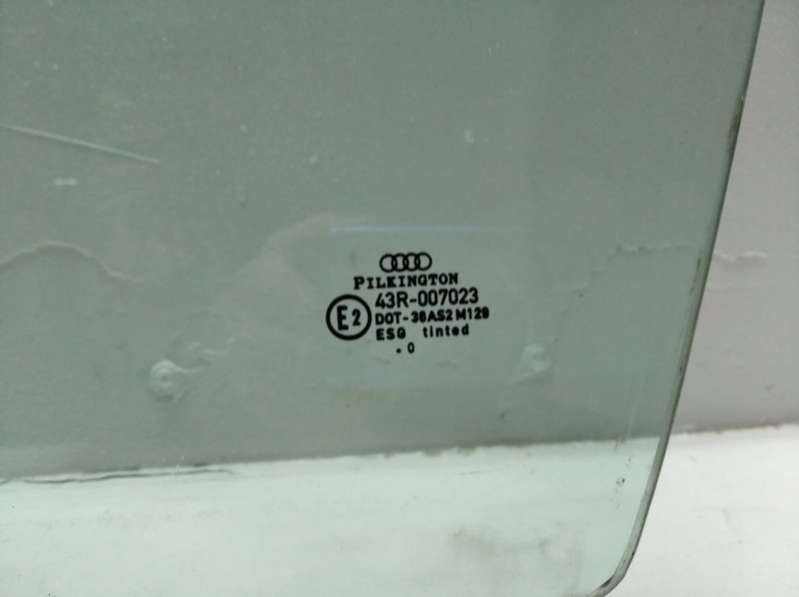 PILKINGTON
43R-007023
E2
DOT-36AS2 M129
ESG tinted
. 0